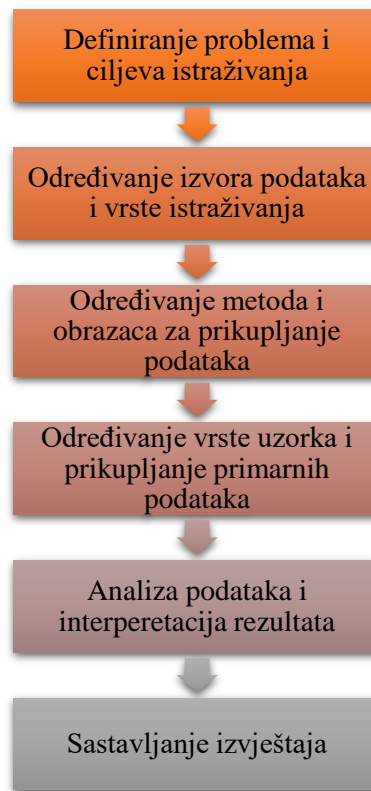 Definiranje problema i
ciljeva istraživanja
Određivanje izvora podataka
i vrste istraživanja
Određivanje metoda i
obrazaca za prikupljanje
podataka
Određivanje vrste uzorka i
prikupljanje primarnih
podataka
Analiza podataka i
interperetacija rezultata
Sastavljanje izvještaja